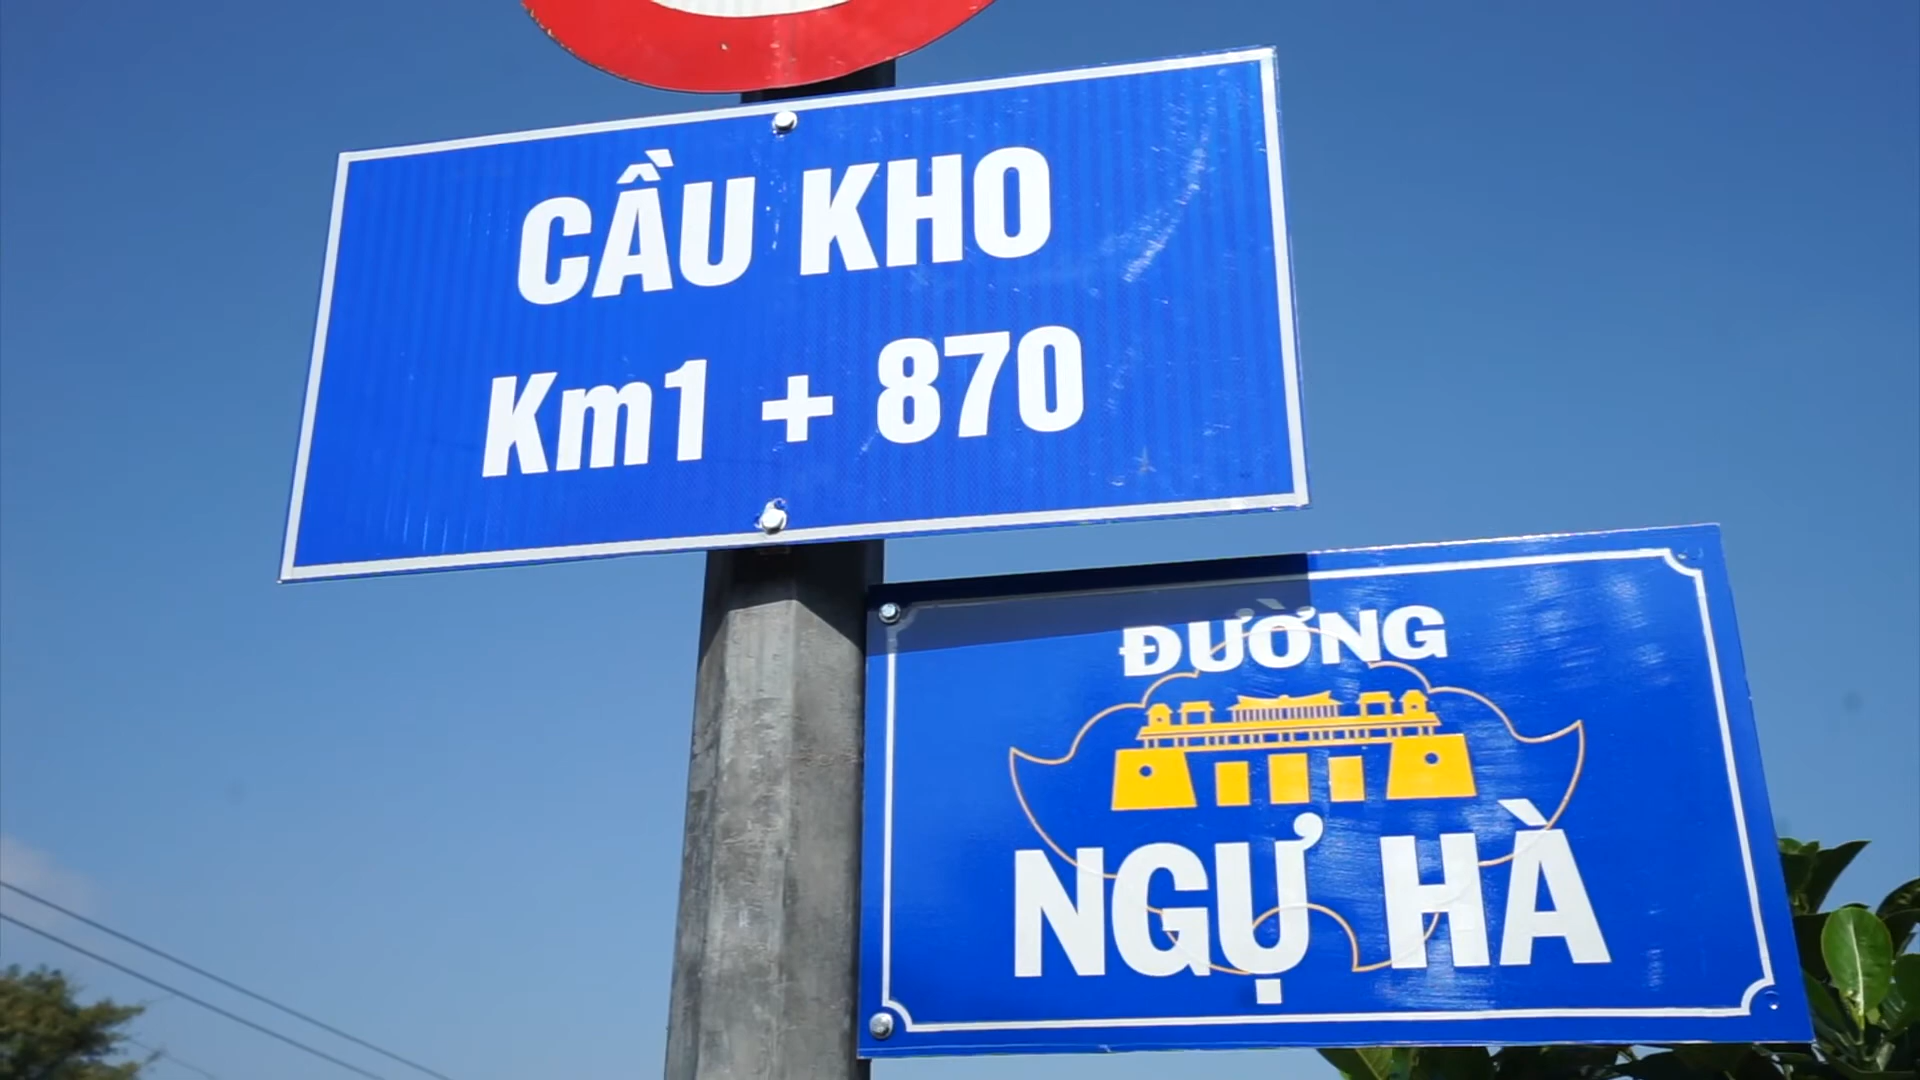 CẦU KHO
Km1 + 870
ĐƯỜNG
NGỰ HÀ